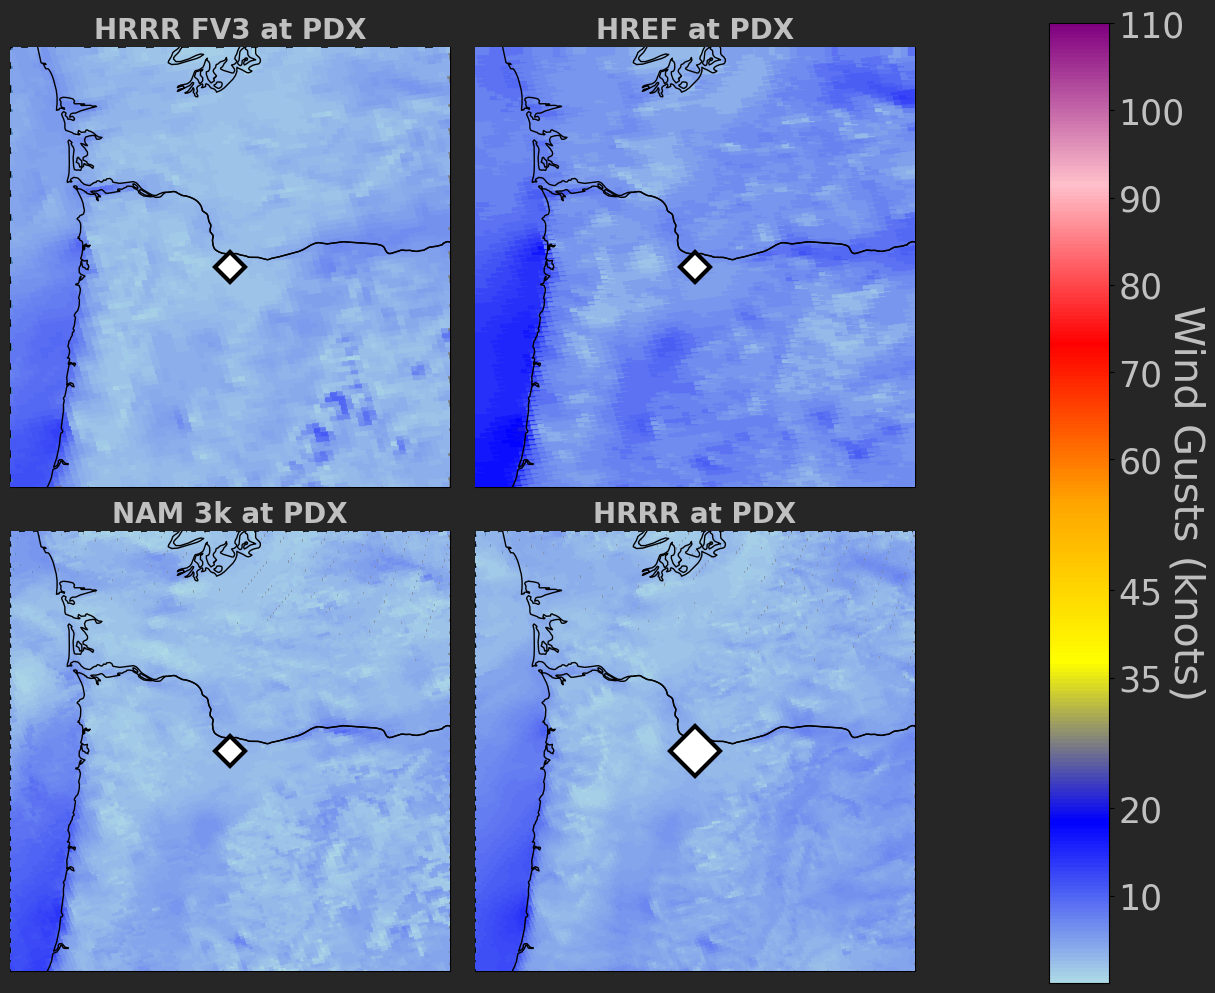 HRRR FV3 at PDX
HREF at PDX
NAM 3k at PDX
HRRR at PDX
110
100
90
80
70
60
45
35
20
10
Wind Gusts (knots)